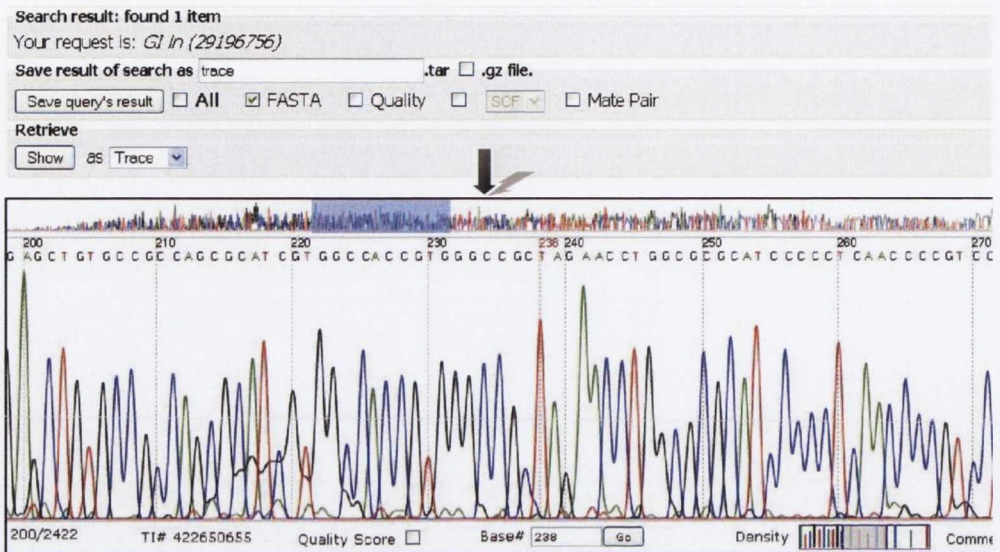 Search result: found 1 item
Your request is: GI in (29196756)
Save result of search as trace .tar .gz file.
Save query's result All FASTA Quality SCF Mate Pair
Retrieve
Show as Trace
200 210 220 230 238 240 250 260 270
G A G C T G T G C C G C C A G C G C A T C G T G G C C A C C G T G G G C C G C T A G A A C C T G G C G C G C A T C C C C C T C A A C C C C G T C C
200/2422 TI# 422650655 Quality Score Base# 238 Go Density Comme